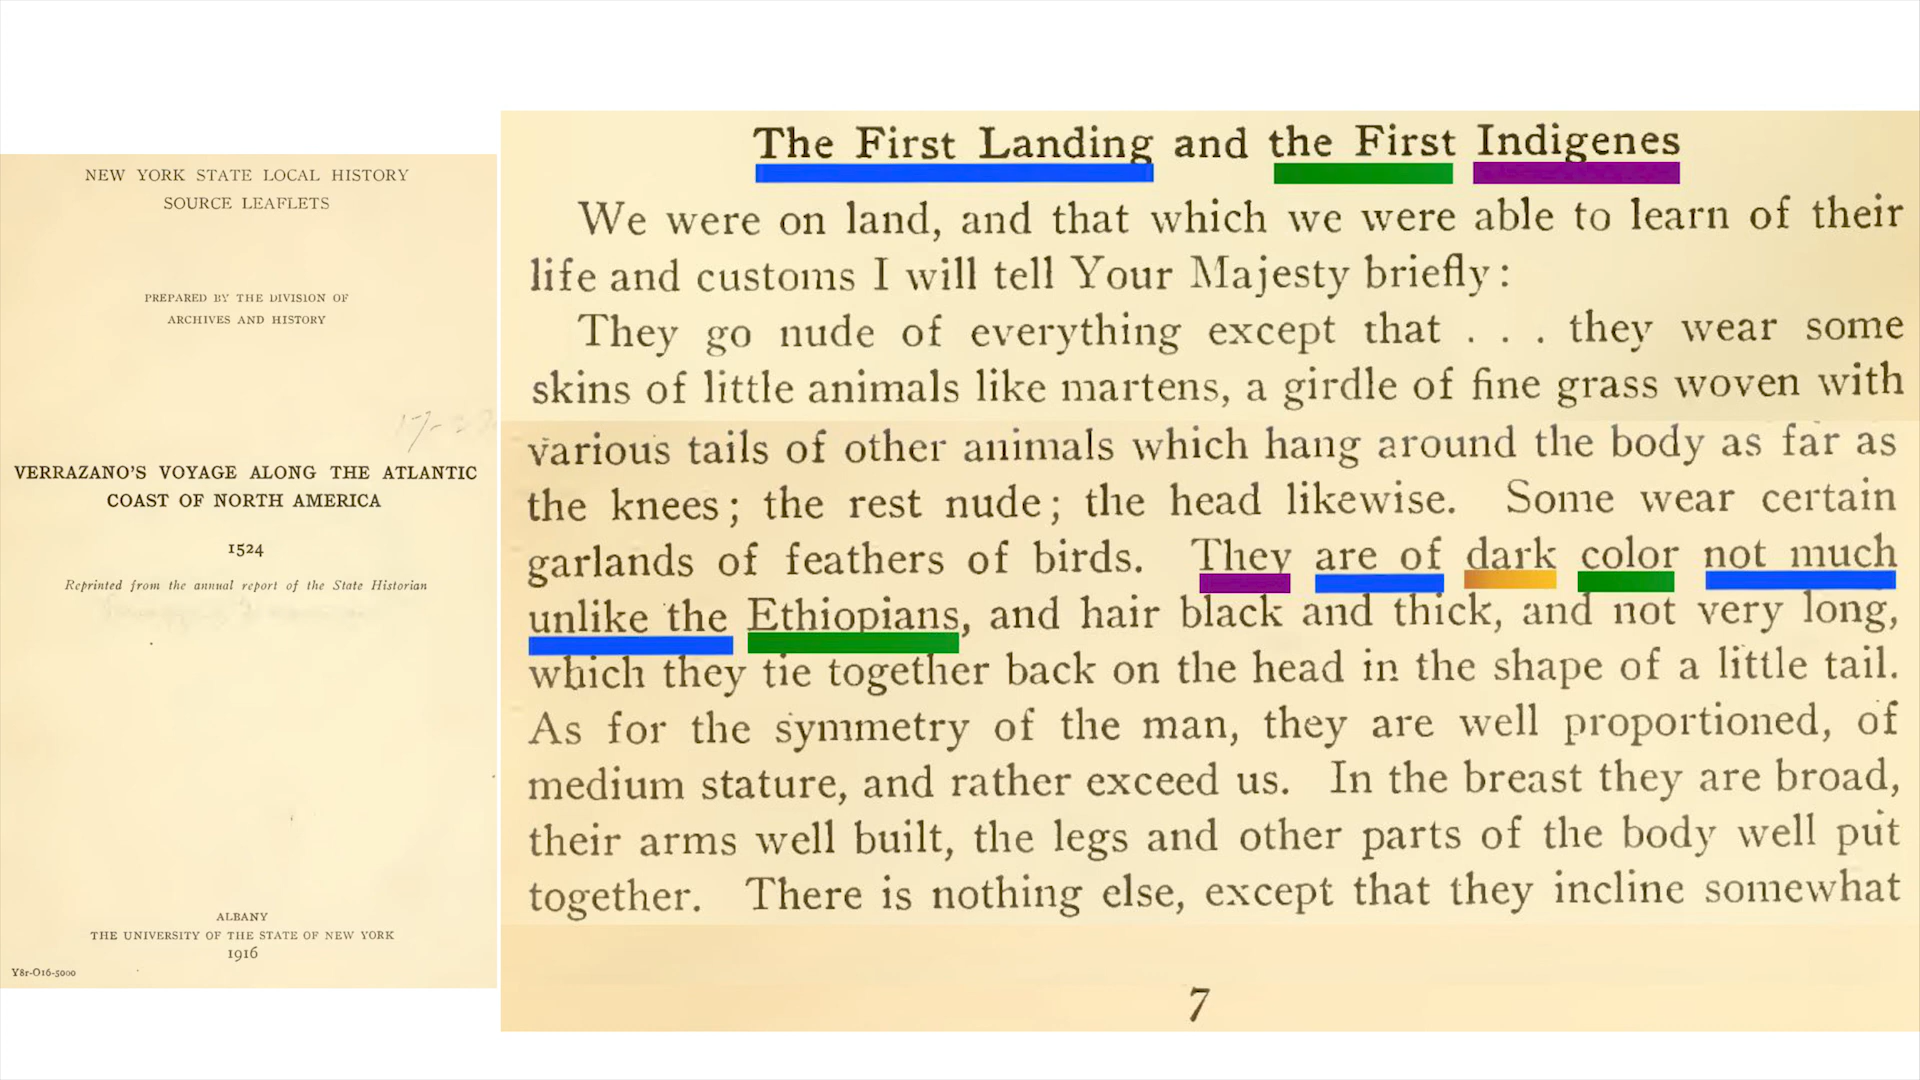 NEW YORK STATE LOCAL HISTORY
SOURCE LEAFLETS
PREPARED BY THE DIVISION OF
ARCHIVES AND HISTORY
VERRAZANO'S VOYAGE ALONG THE ATLANTIC
COAST OF NORTH AMERICA
1524
Reprinted from the annual report of the State Historian
ALBANY
THE UNIVERSITY OF THE STATE OF NEW YORK
1916
Y8r-O16-5000
The First Landing and the First Indigenes
We were on land, and that which we were able to learn of their
life and customs I will tell Your Majesty briefly:
They go nude of everything except that . . . they wear some
skins of little animals like martens, a girdle of fine grass woven with
various tails of other animals which hang around the body as far as
the knees; the rest nude; the head likewise. Some wear certain
garlands of feathers of birds. They are of dark color not much
unlike the Ethiopians, and hair black and thick, and not very long,
which they tie together back on the head in the shape of a little tail.
As for the symmetry of the man, they are well proportioned, of
medium stature, and rather exceed us. In the breast they are broad,
their arms well built, the legs and other parts of the body well put
together. There is nothing else, except that they incline somewhat
7